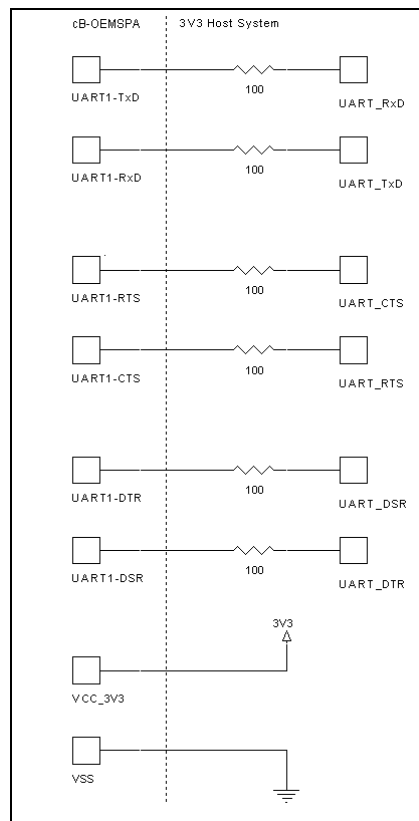 cB-OEMSPA 3V3 Host System
100
UART1-TxD UART_RxD
100
UART1-RxD UART_TxD
100
UART1-RTS UART_CTS
100
UART1-CTS UART_RTS
100
UART1-DTR UART_DSR
100
UART1-DSR UART_DTR
3V3
VCC_3V3
VSS